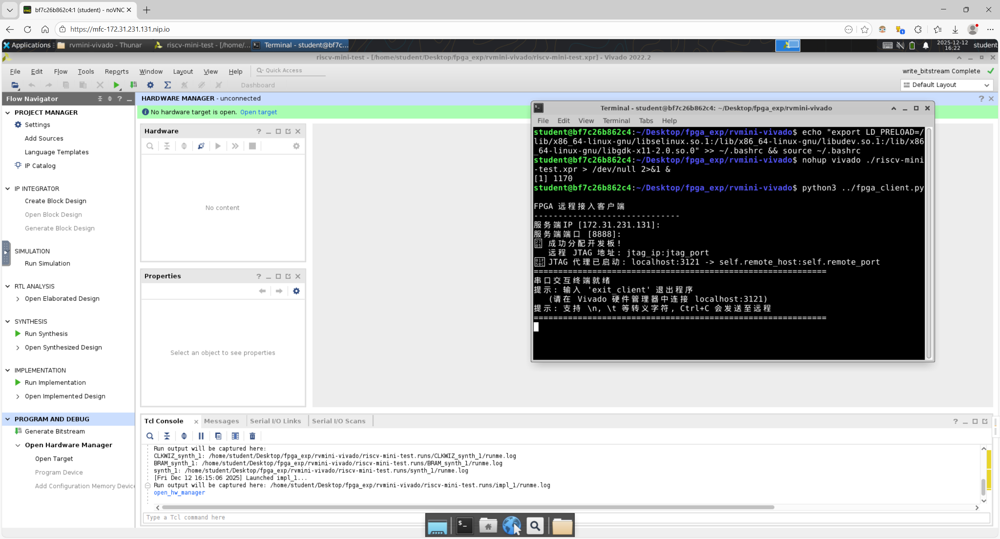 bf7c26b862c4:1 (student) - noVNC
https://mfc-172.31.231.131.nip.io
Applications
rvmini-vivado - Thunar
riscv-mini-test - [/home/...
Terminal - student@bf7c...
2025-12-12
16:22
student
riscv-mini-test - [/home/student/Desktop/fpga_exp/rvmini-vivado/riscv-mini-test.xpr] - Vivado 2022.2
File Edit Flow Tools Reports Window Layout View Help
Quick Access
write_bitstream Complete
Dashboard
Default Layout
Flow Navigator
PROJECT MANAGER
Settings
Add Sources
Language Templates
IP Catalog
IP INTEGRATOR
Create Block Design
Open Block Design
Generate Block Design
SIMULATION
Run Simulation
RTL ANALYSIS
Open Elaborated Design
SYNTHESIS
Run Synthesis
Open Synthesized Design
IMPLEMENTATION
Run Implementation
Open Implemented Design
PROGRAM AND DEBUG
Generate Bitstream
Open Hardware Manager
Open Target
Program Device
Add Configuration Memory Device
HARDWARE MANAGER - unconnected
No hardware target is open. Open target
Hardware
No content
Properties
Select an object to see properties
Terminal - student@bf7c26b862c4: ~/Desktop/fpga_exp/rvmini-vivado
File Edit View Terminal Tabs Help
student@bf7c26b862c4:~/Desktop/fpga_exp/rvmini-vivado$ echo "export LD_PRELOAD=/
lib/x86_64-linux-gnu/libselinux.so.1:/lib/x86_64-linux-gnu/libudev.so.1:/lib/x86
_64-linux-gnu/libgdk-x11-2.0.so.0" >> ~/.bashrc && source ~/.bashrc
student@bf7c26b862c4:~/Desktop/fpga_exp/rvmini-vivado$ nohup vivado ./riscv-mini
-test.xpr > /dev/null 2>&1 &
[1] 1170
student@bf7c26b862c4:~/Desktop/fpga_exp/rvmini-vivado$ python3 ../fpga_client.py
FPGA 远程接入客户端
------------------------------
服务端IP [172.31.231.131]:
服务端端口 [8888]:
成功分配开发板!
远程 JTAG 地址: jtag_ip:jtag_port
JTAG 代理已启动: localhost:3121 -> self.remote_host:self.remote_port
============================================================
串口交互终端就绪
提示: 输入 'exit_client' 退出程序
(请在 Vivado 硬件管理器中连接 localhost:3121)
提示: 支持 \n, \t 等转义字符, Ctrl+C 会发送至远程
============================================================
Tcl Console
Messages
Serial I/O Links
Serial I/O Scans
Run output will be captured here:
CLKWIZ_synth_1: /home/student/Desktop/fpga_exp/rvmini-vivado/riscv-mini-test.runs/CLKWIZ_synth_1/runme.log
BRAM_synth_1: /home/student/Desktop/fpga_exp/rvmini-vivado/riscv-mini-test.runs/BRAM_synth_1/runme.log
synth_1: /home/student/Desktop/fpga_exp/rvmini-vivado/riscv-mini-test.runs/synth_1/runme.log
[Fri Dec 12 16:15:06 2025] Launched impl_1...
Run output will be captured here: /home/student/Desktop/fpga_exp/rvmini-vivado/riscv-mini-test.runs/impl_1/runme.log
open_hw_manager
Type a Tcl command here